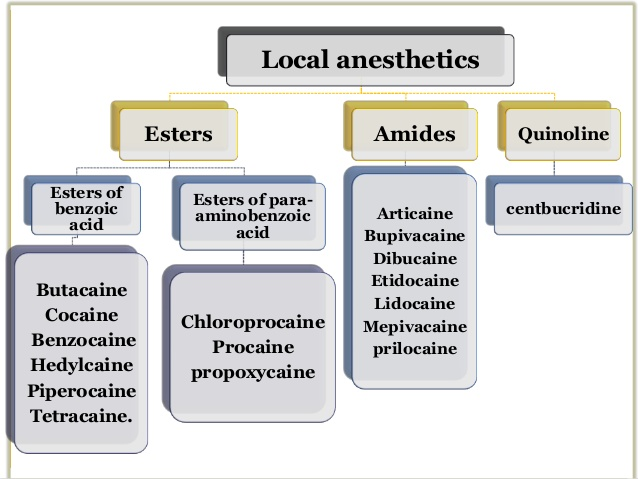 Local anesthetics
Esters
Amides
Quinoline
Esters of
benzoic
acid
Esters of para-
aminobenzoic
acid
Butacaine
Cocaine
Benzocaine
Hedylcaine
Piperocaine
Tetracaine.
Chloroprocaine
Procaine
propoxycaine
Articaine
Bupivacaine
Dibucaine
Etidocaine
Lidocaine
Mepivacaine
prilocaine
centbucridine